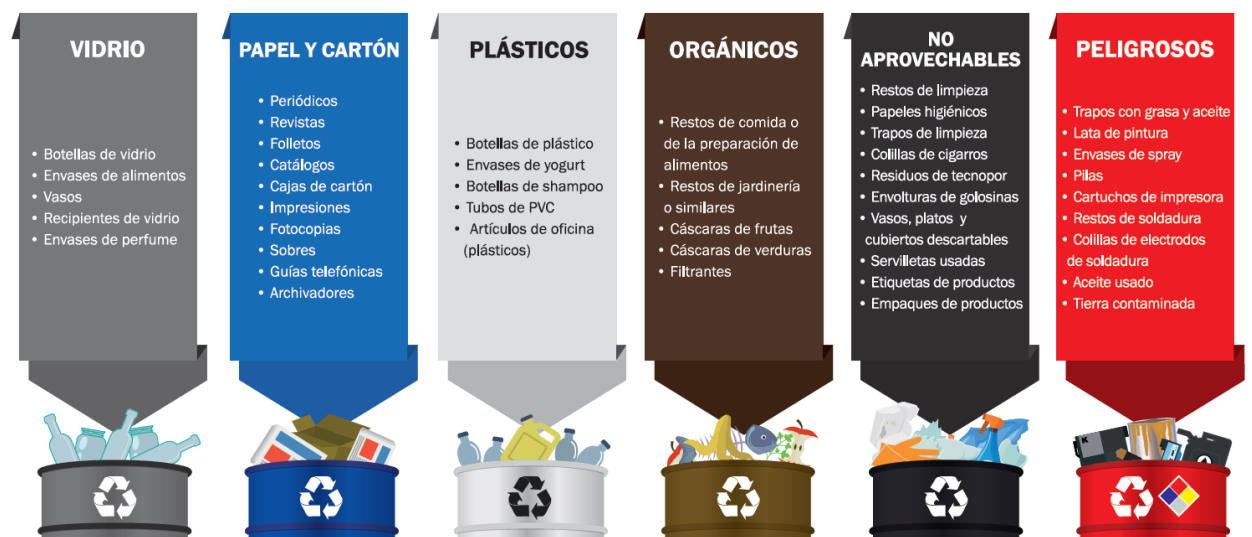 VIDRIO
• Botellas de vidrio
• Envases de alimentos
• Vasos
• Recipientes de vidrio
• Envases de perfume
PAPEL Y CARTÓN
• Periódicos
• Revistas
• Folletos
• Catálogos
• Cajas de cartón
• Impresiones
• Fotocopias
• Sobres
• Guías telefónicas
• Archivadores
PLÁSTICOS
• Botellas de plástico
• Envases de yogurt
• Botellas de shampoo
• Tubos de PVC
• Artículos de oficina
(plásticos)
ORGÁNICOS
• Restos de comida o
de la preparación de
alimentos
• Restos de jardinería
o similares
• Cáscaras de frutas
• Cáscaras de verduras
• Filtrantes
NO
APROVECHABLES
• Restos de limpieza
• Papeles higiénicos
• Trapos de limpieza
• Colillas de cigarros
• Residuos de tecnopor
• Envolturas de golosinas
• Vasos, platos y
cubiertos descartables
• Servilletas usadas
• Etiquetas de productos
• Empaques de productos
PELIGROSOS
• Trapos con grasa y aceite
• Lata de pintura
• Envases de spray
• Pilas
• Cartuchos de impresora
• Restos de soldadura
• Colillas de electrodos
de soldadura
• Aceite usado
• Tierra contaminada
K